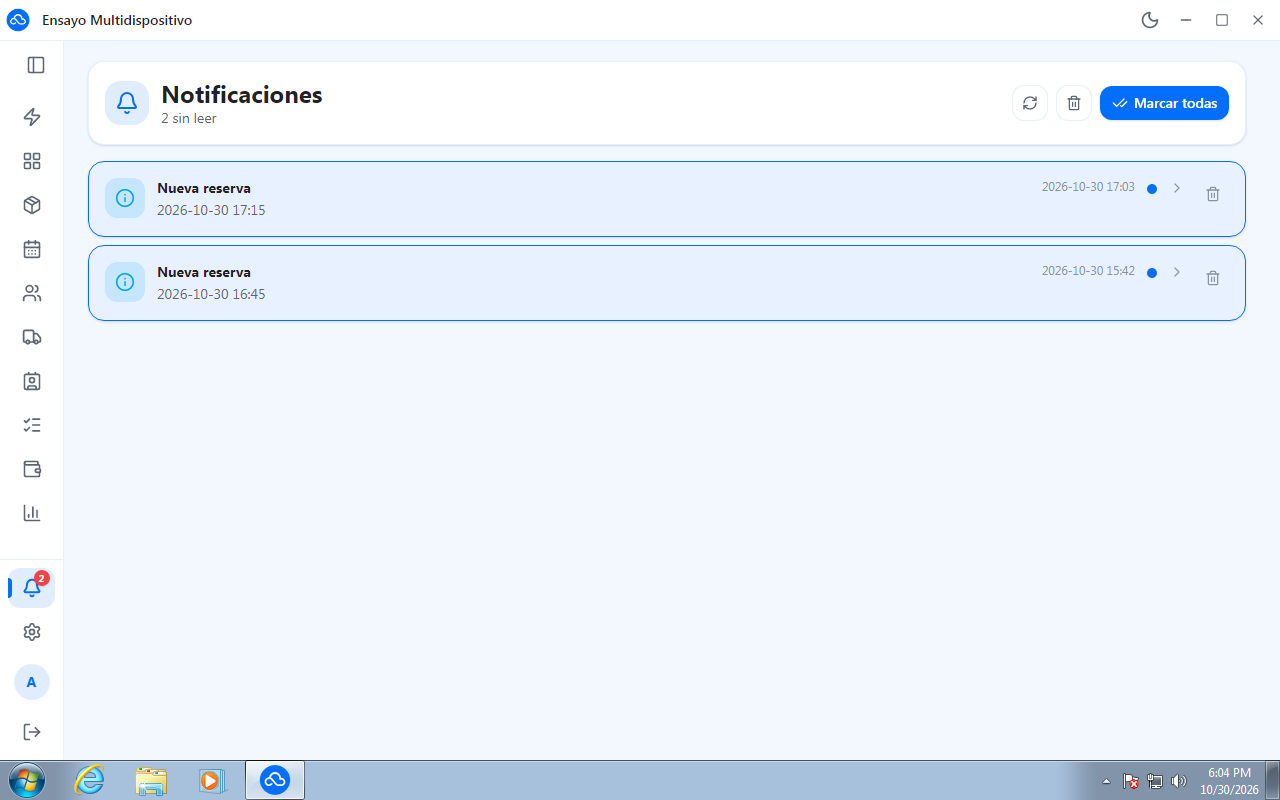 Ensayo Multidispositivo
Notificaciones
2 sin leer
Marcar todas
Nueva reserva
2026-10-30 17:03
2026-10-30 17:15
Nueva reserva
2026-10-30 15:42
2026-10-30 16:45
2
A
6:04 PM
10/30/2026